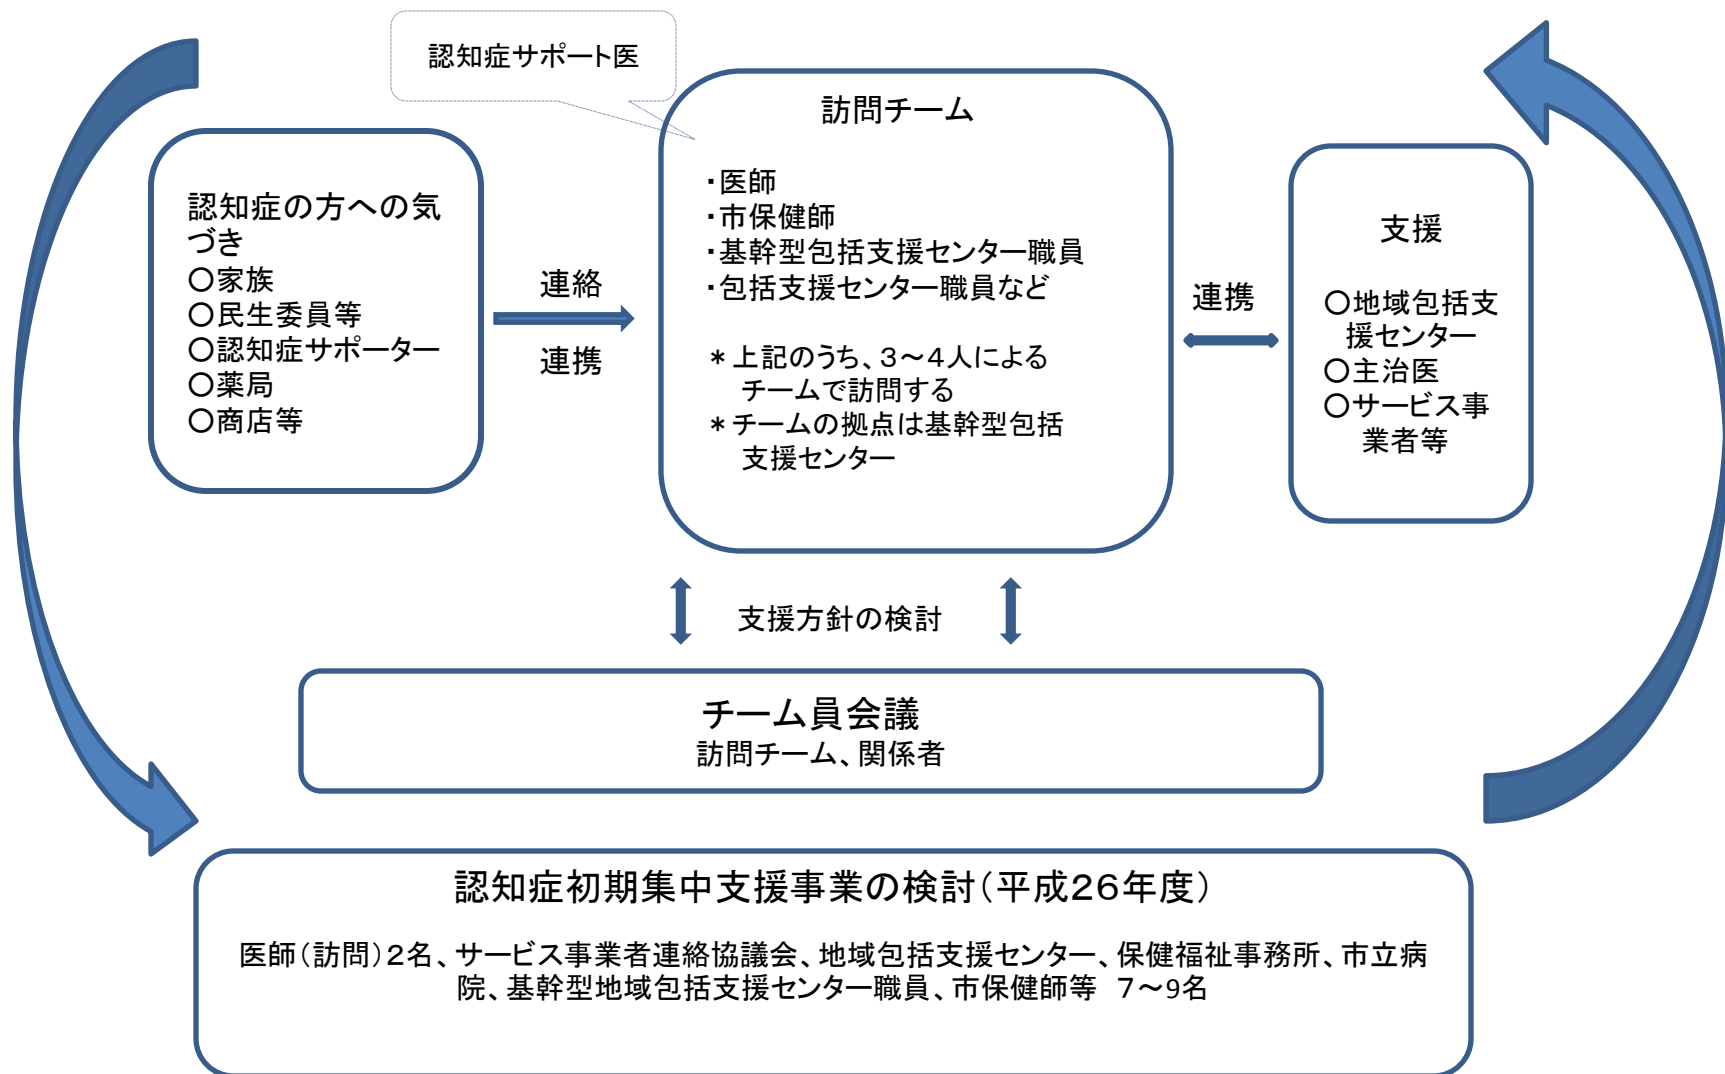 認知症サポート医
認知症の方への気
づき
○家族
○民生委員等
○認知症サポーター
○薬局
○商店等
連絡
連携
訪問チーム
・医師
・市保健師
・基幹型包括支援センター職員
・包括支援センター職員など
＊上記のうち、３～４人による
チームで訪問する
＊チームの拠点は基幹型包括
支援センター
連携
支援
○地域包括支
援センター
○主治医
○サービス事
業者等
支援方針の検討
チーム員会議
訪問チーム、関係者
認知症初期集中支援事業の検討（平成２６年度）
医師（訪問）２名、サービス事業者連絡協議会、地域包括支援センター、保健福祉事務所、市立病
院、基幹型地域包括支援センター職員、市保健師等　７～9名